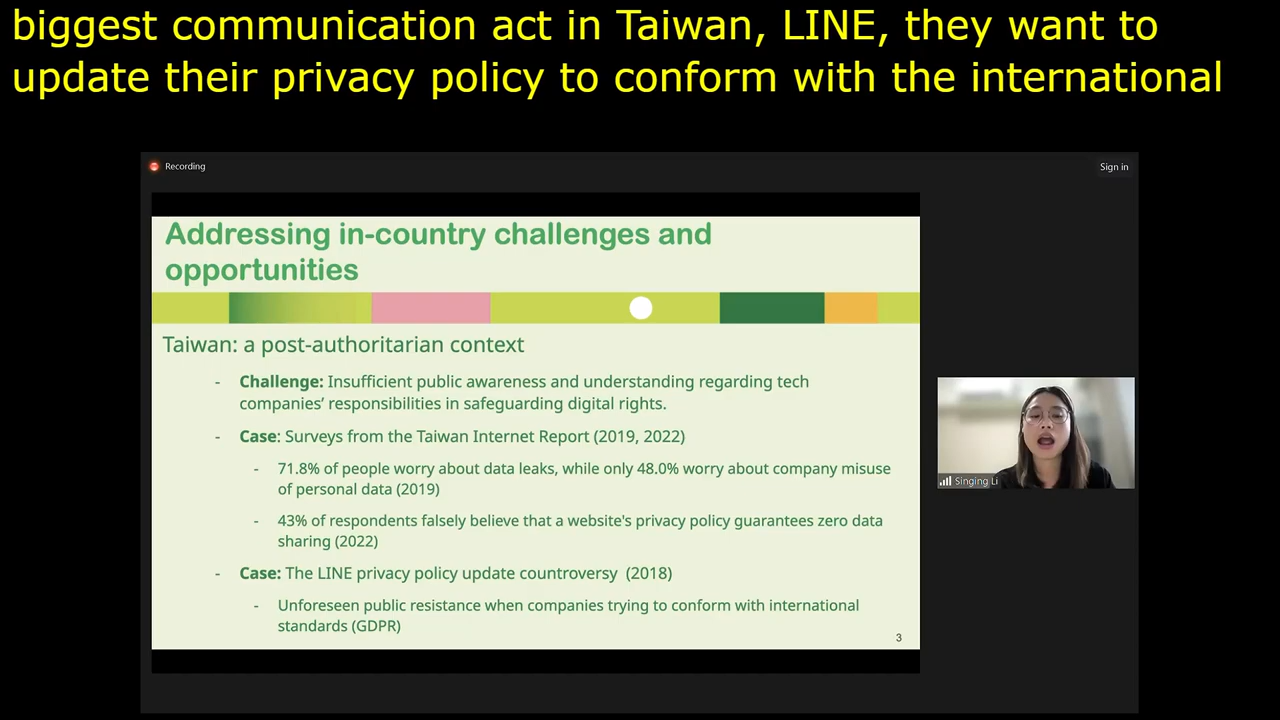 biggest communication act in Taiwan, LINE, they want to
update their privacy policy to conform with the international
Recording
Sign in
Addressing in-country challenges and
opportunities
Taiwan: a post-authoritarian context
- Challenge: Insufficient public awareness and understanding regarding tech
companies’ responsibilities in safeguarding digital rights.
- Case: Surveys from the Taiwan Internet Report (2019, 2022)
- 71.8% of people worry about data leaks, while only 48.0% worry about company misuse
of personal data (2019)
- 43% of respondents falsely believe that a website's privacy policy guarantees zero data
sharing (2022)
- Case: The LINE privacy policy update countroversy (2018)
- Unforeseen public resistance when companies trying to conform with international
standards (GDPR)
3
Singing Li